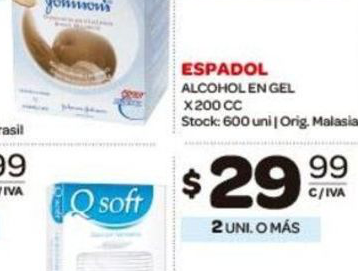 Johnson's
ESPADOL
ALCOHOL EN GEL
X200 CC
Stock: 600 uni | Orig. Malasia
rasil
99
/IVA
$29 99
C/IVA
2 UNI. O MÁS
Q soft